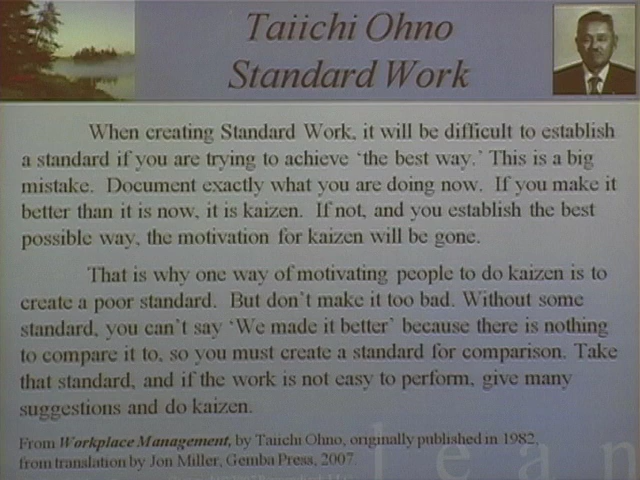 Taiichi Ohno
Standard Work
When creating Standard Work, it will be difficult to establish
a standard if you are trying to achieve ‘the best way.’ This is a big
mistake.  Document exactly what you are doing now.  If you make it
better than it is now, it is kaizen.  If not, and you establish the best
possible way, the motivation for kaizen will be gone.
That is why one way of motivating people to do kaizen is to
create a poor standard.  But don’t make it too bad. Without some
standard, you can’t say ‘We made it better’ because there is nothing
to compare it to, so you must create a standard for comparison. Take
that standard, and if the work is not easy to perform, give many
suggestions and do kaizen.
From Workplace Management, by Taiichi Ohno, originally published in 1982,
from translation by Jon Miller, Gemba Press, 2007.
lean